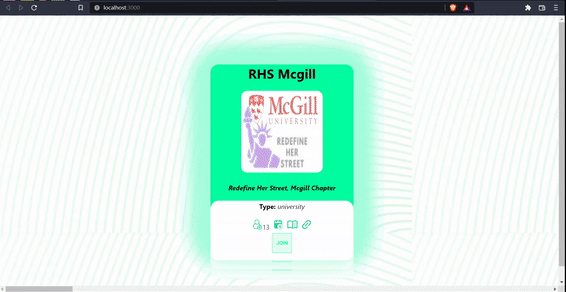 localhost:3000
RHS Mcgill
McGill
UNIVERSITY
REDEFINE
HER
STREET
Redefine Her Street, Mcgill Chapter
Type: university
13
JOIN